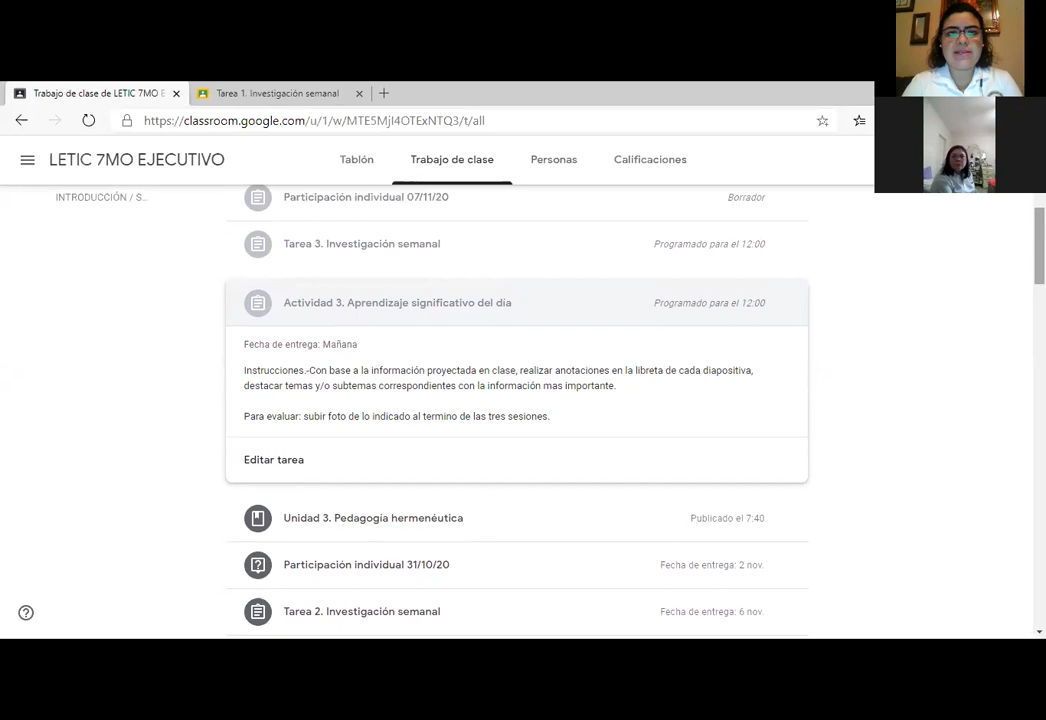 Trabajo de clase de LETIC 7MO E
Tarea 1. Investigación semanal
https://classroom.google.com/u/1/w/MTE5MjI4OTExNTQ3/t/all
LETIC 7MO EJECUTIVO
Tablón
Trabajo de clase
Personas
Calificaciones
INTRODUCCIÓN / S...
Participación individual 07/11/20
Borrador
Tarea 3. Investigación semanal
Programado para el 12:00
Actividad 3. Aprendizaje significativo del día
Programado para el 12:00
Fecha de entrega: Mañana
Instrucciones.-Con base a la información proyectada en clase, realizar anotaciones en la libreta de cada diapositiva,
destacar temas y/o subtemas correspondientes con la información mas importante.
Para evaluar: subir foto de lo indicado al termino de las tres sesiones.
Editar tarea
Unidad 3. Pedagogía hermenéutica
Publicado el 7:40
Participación individual 31/10/20
Fecha de entrega: 2 nov.
Tarea 2. Investigación semanal
Fecha de entrega: 6 nov.